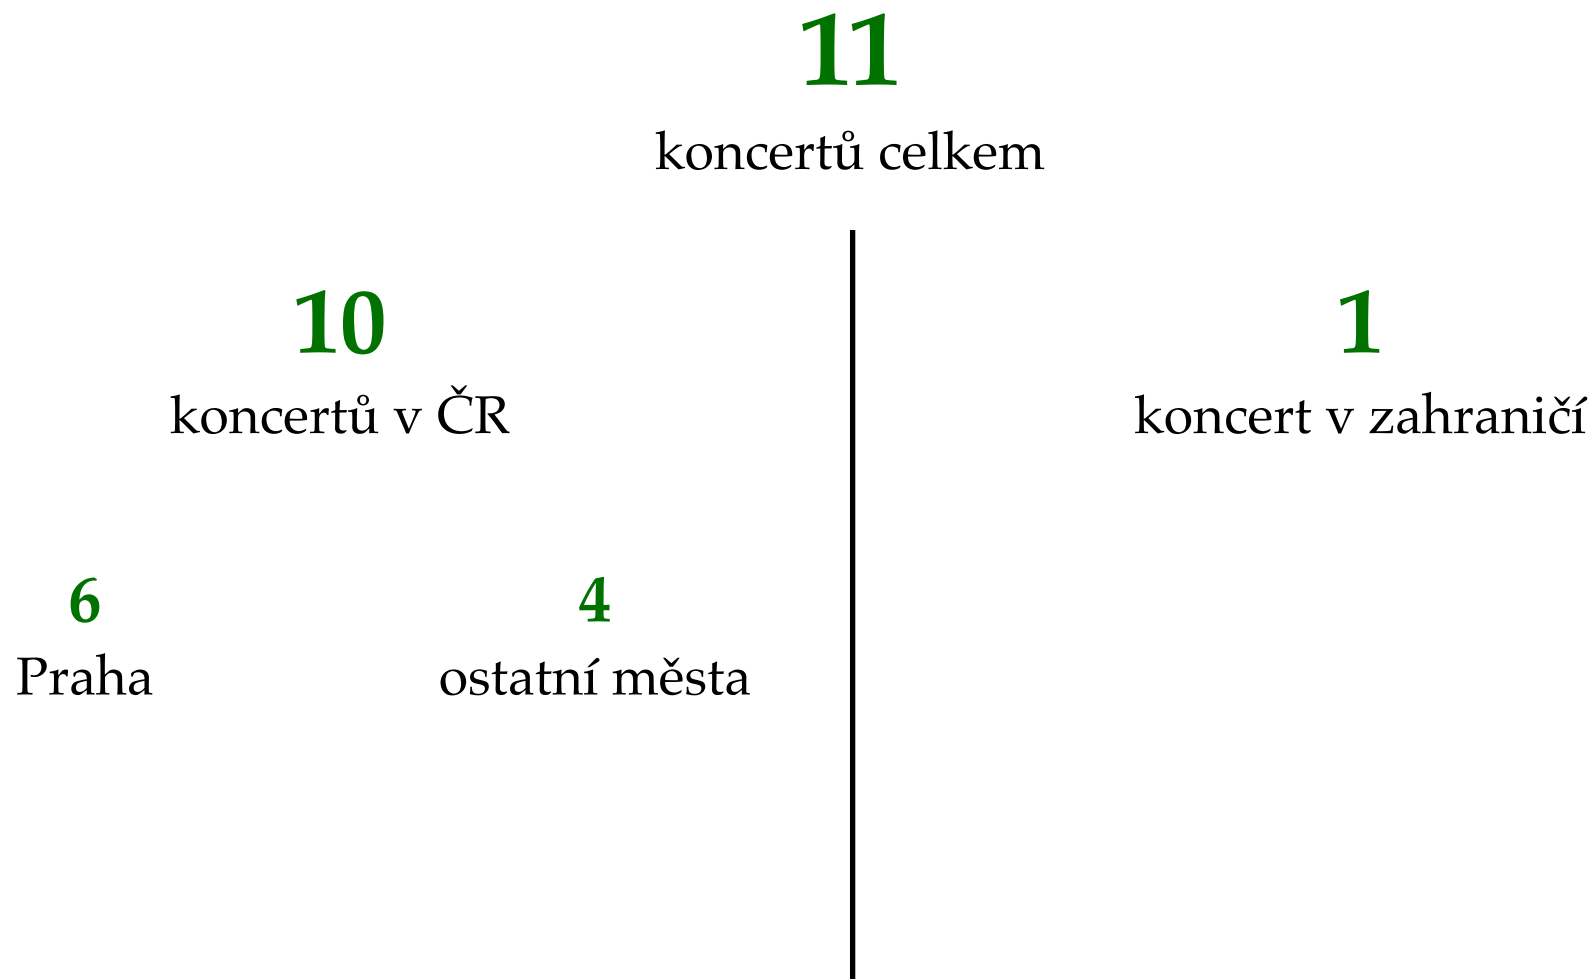 11
koncertů celkem
10
koncertů v ČR
1
koncert v zahraničí
6
Praha
4
ostatní města